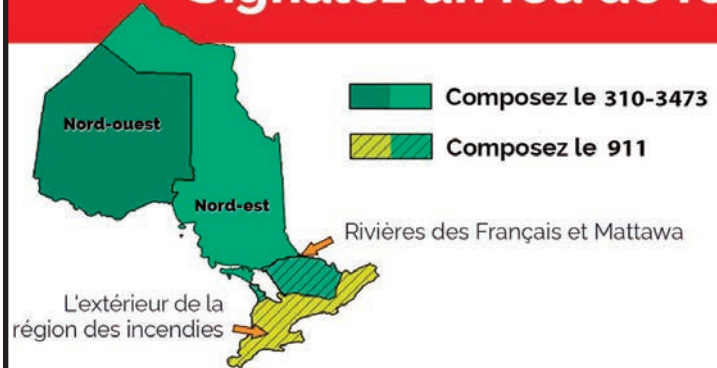 Nord-ouest
Composez le 310-3473
Composez le 911
Nord-est
Rivières des Français et Mattawa
L'extérieur de la
région des incendies